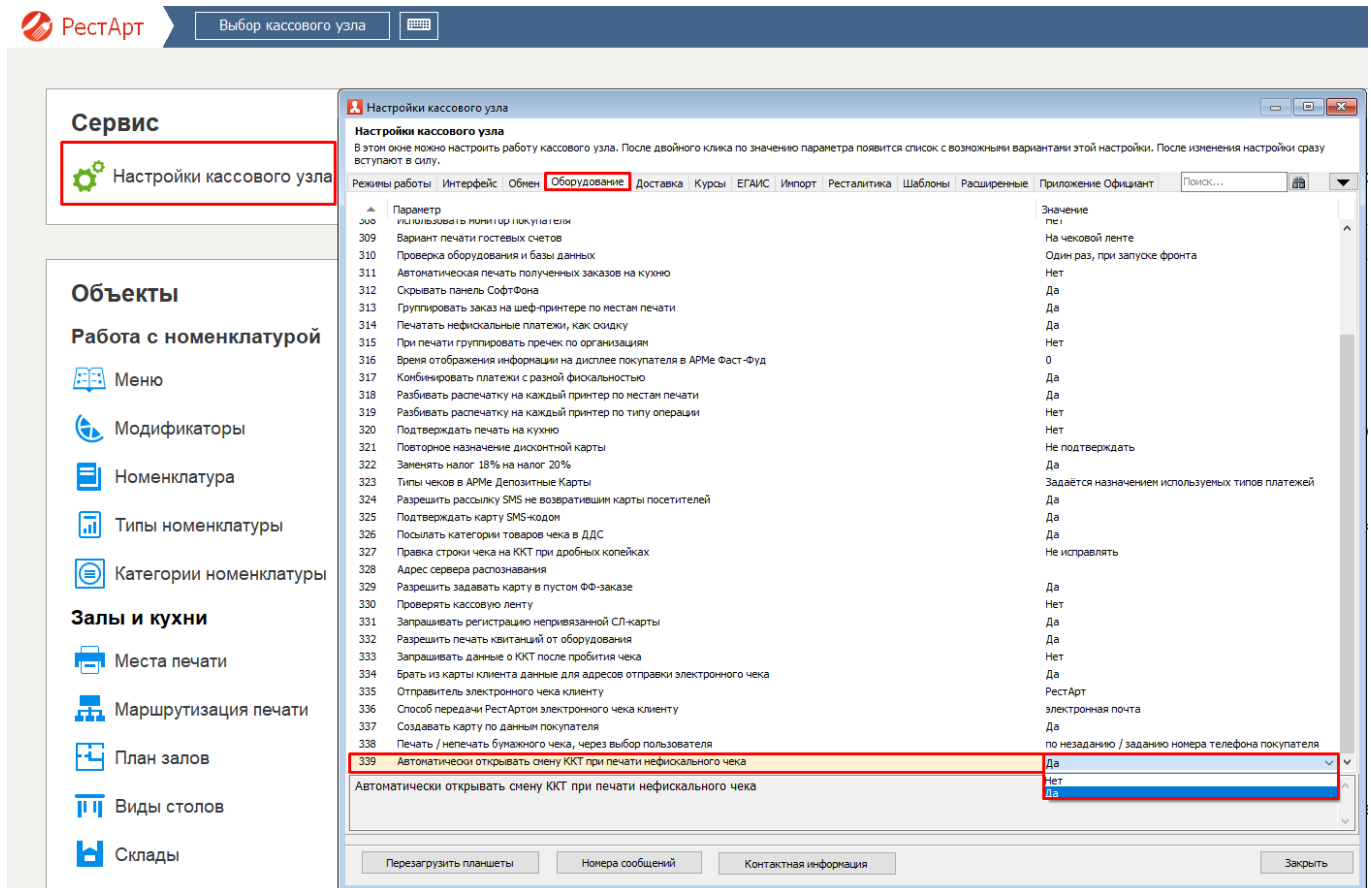 РестАрт
Выбор кассового узла
Сервис
Настройки кассового узла
Объекты
Работа с номенклатурой
Меню
Модификаторы
Номенклатура
Типы номенклатуры
Категории номенклатуры
Залы и кухни
Места печати
Маршрутизация печати
План залов
Виды столов
Склады
Настройки кассового узла
Настройки кассового узла
В этом окне можно настроить работу кассового узла. После двойного клика по значению параметра появится список с возможными вариантами этой настройки. После изменения настройки сразу
вступают в силу.
Режимы работы Интерфейс Обмен Оборудование Доставка Курсы ЕГАИС Импорт Ресталитика Шаблоны Расширенные Приложение Официант Поиск...
Параметр Значение
308 Использовать монитор покупателя Нет
309 Вариант печати гостевых счетов На чековой ленте
310 Проверка оборудования и базы данных Один раз, при запуске фронта
311 Автоматическая печать полученных заказов на кухню Нет
312 Скрывать панель СофтФона Да
313 Группировать заказ на шеф-принтере по местам печати Да
314 Печатать нефискальные платежи, как скидку Да
315 При печати группировать пречек по организациям Нет
316 Время отображения информации на дисплее покупателя в АРМе Фаст-Фуд 0
317 Комбинировать платежи с разной фискальностью Да
318 Разбивать распечатку на каждый принтер по местам печати Да
319 Разбивать распечатку на каждый принтер по типу операции Нет
320 Подтверждать печать на кухню Нет
321 Повторное назначение дисконтной карты Не подтверждать
322 Заменять налог 18% на налог 20% Да
323 Типы чеков в АРМе Депозитные Карты Задаётся назначением используемых типов платежей
324 Разрешить рассылку SMS не возвратившим карты посетителей Да
325 Подтверждать карту SMS-кодом Да
326 Посылать категории товаров чека в ДДС Да
327 Правка строки чека на ККТ при дробных копейках Не исправлять
328 Адрес сервера распознавания
329 Разрешить задавать карту в пустом ФФ-заказе Да
330 Проверять кассовую ленту Нет
331 Запрашивать регистрацию непривязанной СЛ-карты Да
332 Разрешить печать квитанций от оборудования Да
333 Запрашивать данные о ККТ после пробития чека Нет
334 Брать из карты клиента данные для адресов отправки электронного чека Да
335 Отправитель электронного чека клиенту РестАрт
336 Способ передачи РестАртом электронного чека клиенту электронная почта
337 Создавать карту по данным покупателя Да
338 Печать / непечать бумажного чека, через выбор пользователя по незаданию / заданию номера телефона покупателя
339 Автоматически открывать смену ККТ при печати нефискального чека Да
Нет
Да
Автоматически открывать смену ККТ при печати нефискального чека
Перезагрузить планшеты Номера сообщений Контактная информация Закрыть